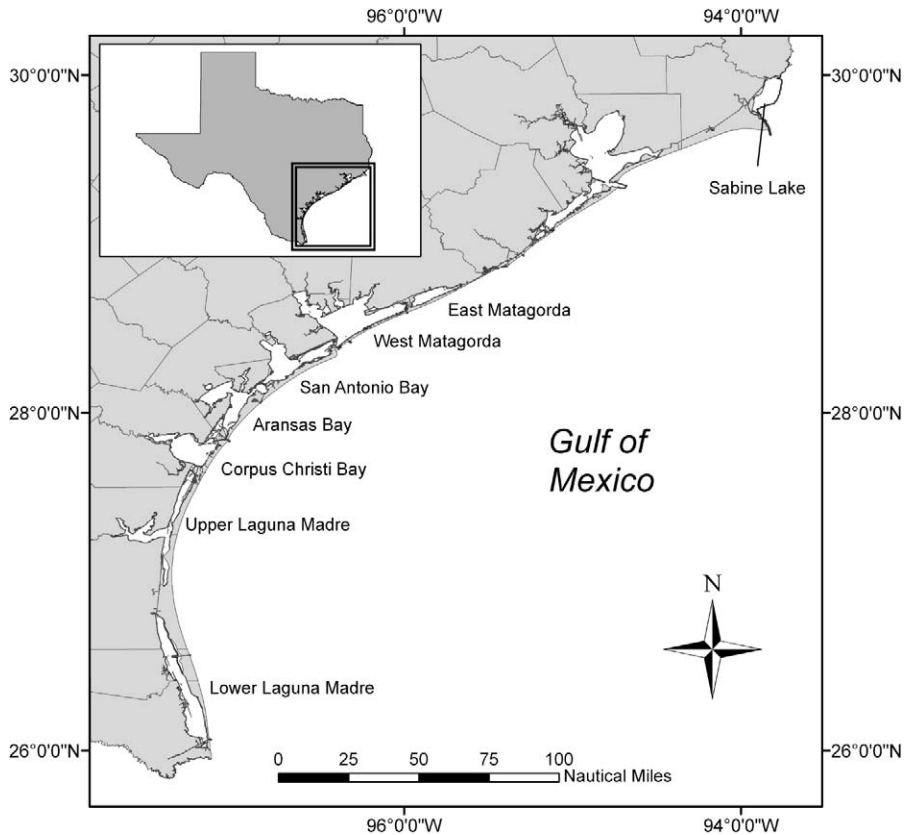 96°0'0"W
94°0'0"W
30°0'0"N
30°0'0"N
Sabine Lake
East Matagorda
West Matagorda
San Antonio Bay
28°0'0"N
28°0'0"N
Aransas Bay
Gulf of
Mexico
Corpus Christi Bay
Upper Laguna Madre
N
Lower Laguna Madre
26°0'0"N
26°0'0"N
0 25 50 75 100
Nautical Miles
96°0'0"W
94°0'0"W